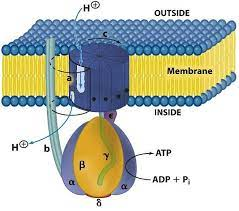 H⊕
OUTSIDE
c
a
Membrane
INSIDE
ε
H⊕
b
β
γ
ATP
ADP + Pi
α
α
δ